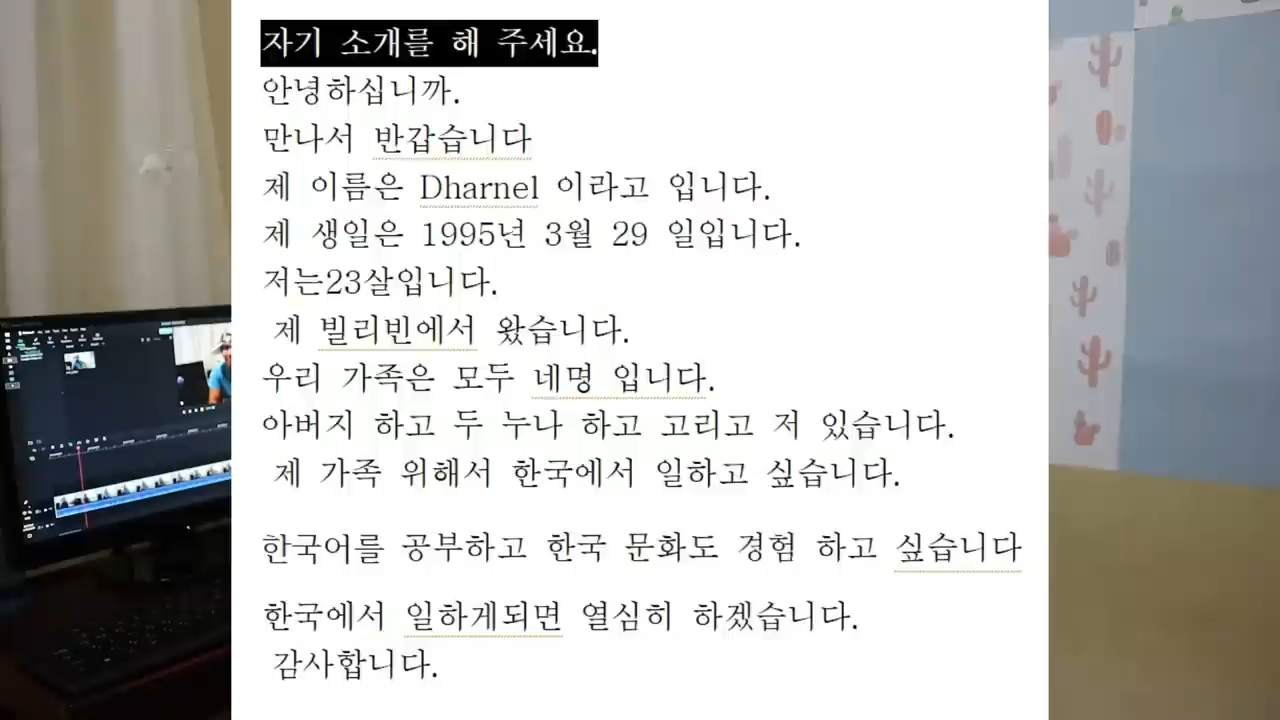 자기 소개를 해 주세요.
안녕하십니까.
만나서 반갑습니다
제 이름은 Dharnel 이라고 입니다.
제 생일은 1995년 3월 29 일입니다.
저는23살입니다.
제 빌리빈에서 왔습니다.
우리 가족은 모두 네명 입니다.
아버지 하고 두 누나 하고 고리고 저 있습니다.
제 가족 위해서 한국에서 일하고 싶습니다.
한국어를 공부하고 한국 문화도 경험 하고 싶습니다
한국에서 일하게되면 열심히 하겠습니다.
감사합니다.